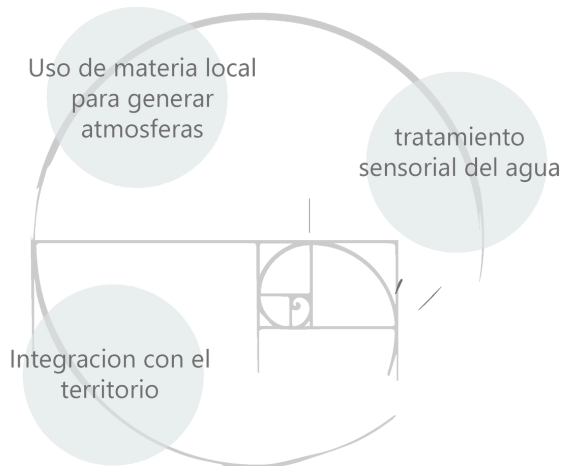 Uso de materia local
para generar
atmosferas
tratamiento
sensorial del agua
Integracion con el
territorio